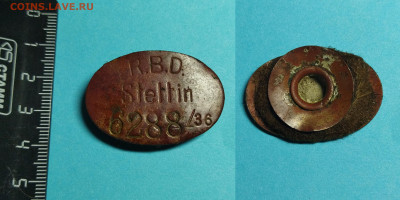 COINS.LAVE.RU
R.B.D.
Stettin
6288/36